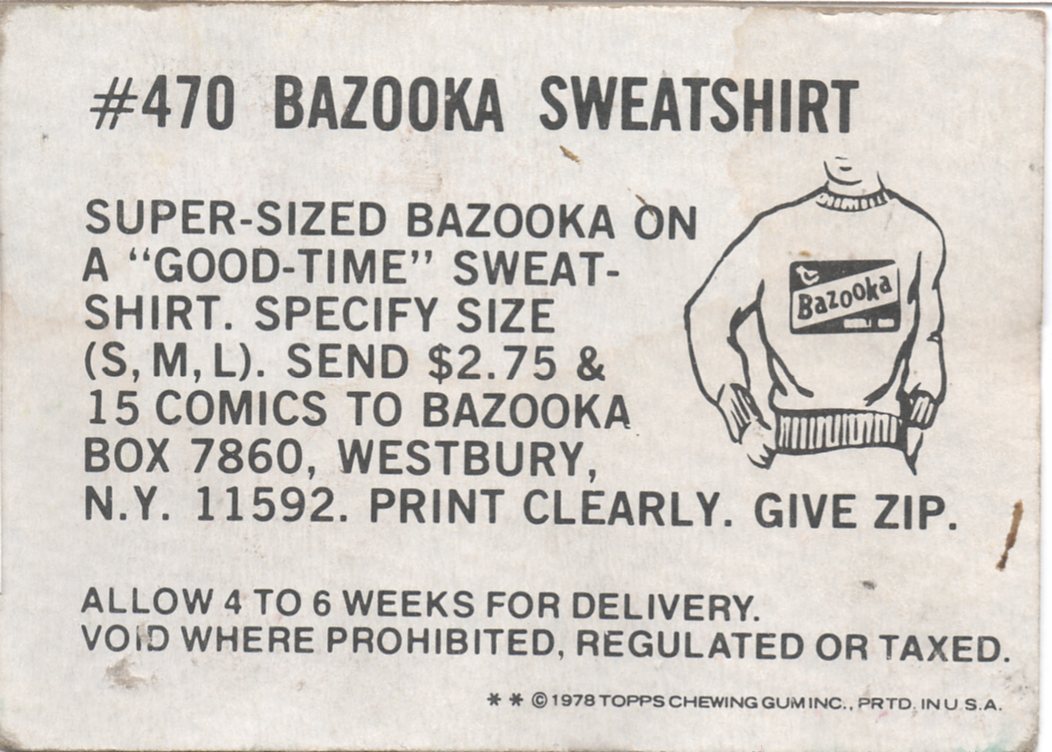 #470 BAZOOKA SWEATSHIRT
SUPER-SIZED BAZOOKA ON
A “GOOD-TIME” SWEAT-
SHIRT. SPECIFY SIZE
(S, M, L). SEND $2.75 &
15 COMICS TO BAZOOKA
BOX 7860, WESTBURY,
N.Y. 11592. PRINT CLEARLY. GIVE ZIP.
Bazooka
ALLOW 4 TO 6 WEEKS FOR DELIVERY.
VOID WHERE PROHIBITED, REGULATED OR TAXED.
* * © 1978 TOPPS CHEWING GUM INC., PRTD. IN U.S.A.